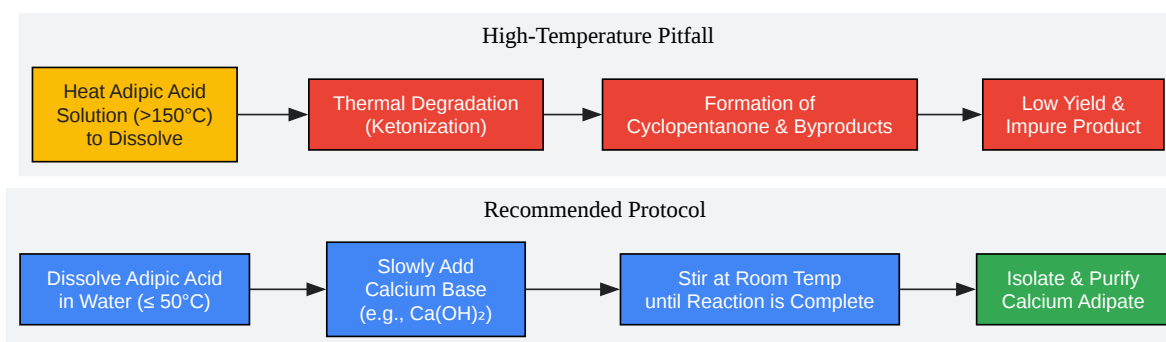 High-Temperature Pitfall
Heat Adipic Acid
Solution (>150°C)
to Dissolve
Thermal Degradation
(Ketonization)
Formation of
Cyclopentanone & Byproducts
Low Yield &
Impure Product
Recommended Protocol
Dissolve Adipic Acid
in Water (≤ 50°C)
Slowly Add
Calcium Base
(e.g., Ca(OH)₂)
Stir at Room Temp
until Reaction is Complete
Isolate & Purify
Calcium Adipate